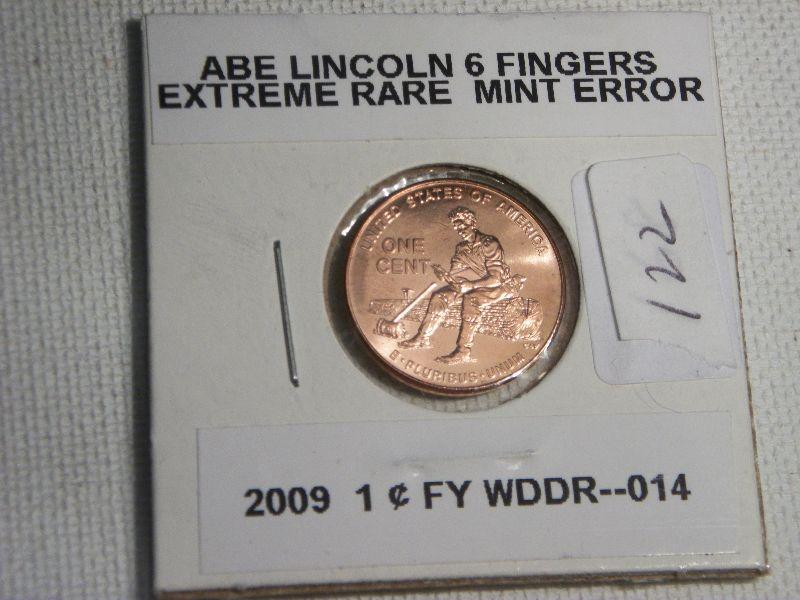 ABE LINCOLN 6 FINGERS
EXTREME RARE MINT ERROR
UNITED STATES OF AMERICA
ONE
CENT
E·PLURIBUS·UNUM
122
2009 1 ¢ FY WDDR--014